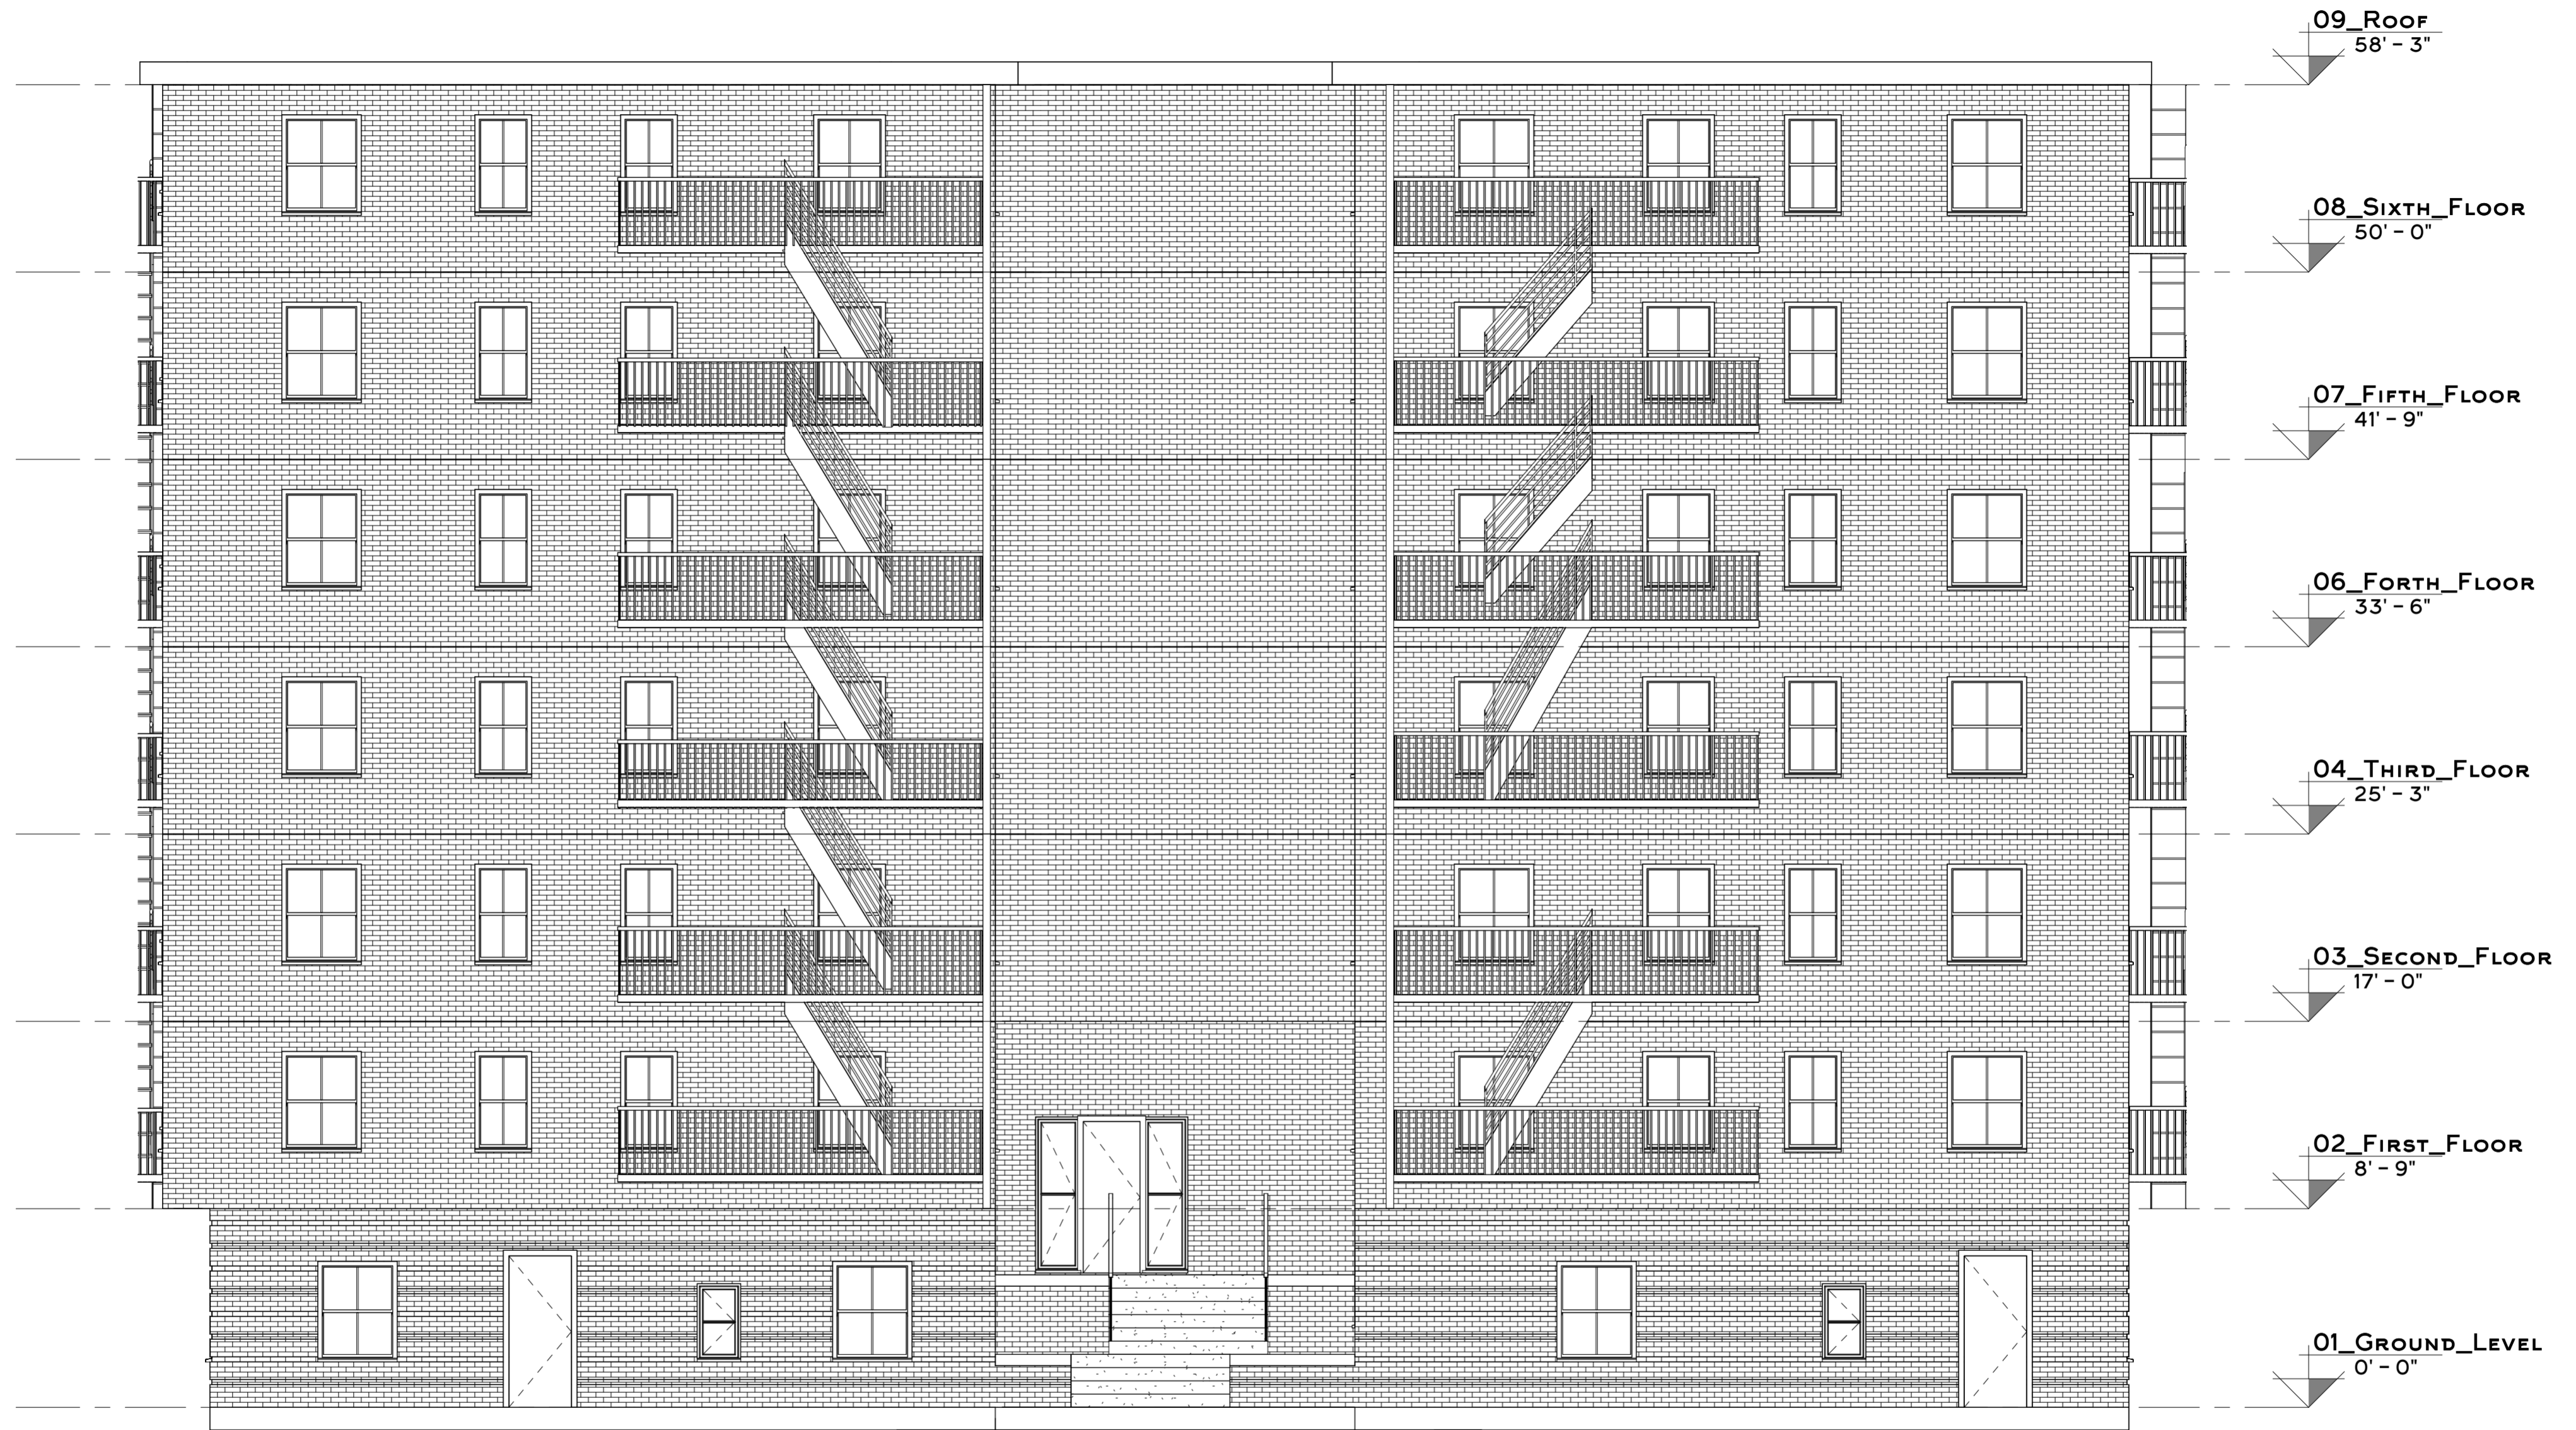 09_Roof
58' - 3"
08_Sixth_Floor
50' - 0"
07_Fifth_Floor
41' - 9"
06_Forth_Floor
33' - 6"
04_Third_Floor
25' - 3"
03_Second_Floor
17' - 0"
02_First_Floor
8' - 9"
01_Ground_Level
0' - 0"